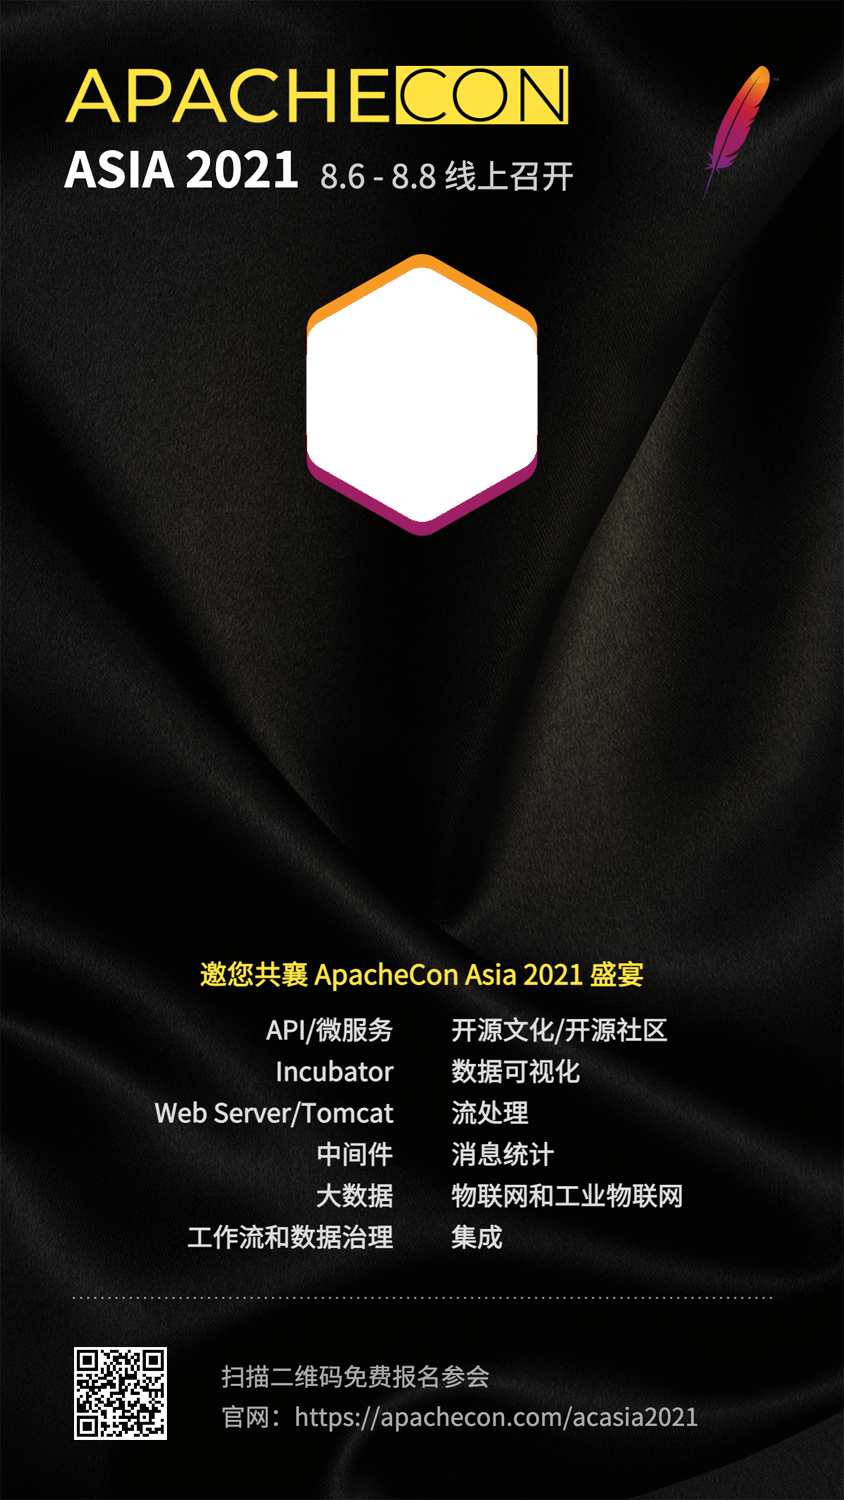 APACHECON
ASIA 2021 8.6 - 8.8 线上召开
邀您共襄 ApacheCon Asia 2021 盛宴
API/微服务 开源文化/开源社区
Incubator 数据可视化
Web Server/Tomcat 流处理
中间件 消息统计
大数据 物联网和工业物联网
工作流和数据治理 集成
扫描二维码免费报名参会
官网：https://apachecon.com/acasia2021